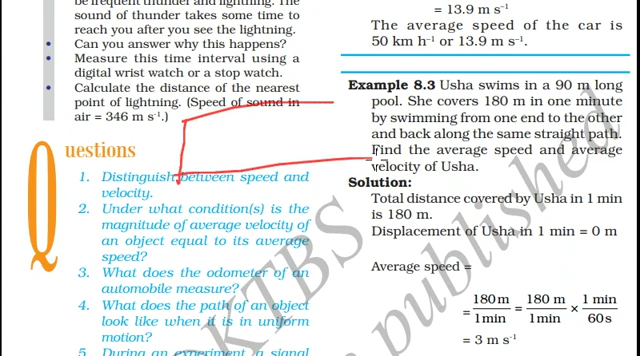 be frequent thunder and lightning. The
sound of thunder takes some time to
reach you after you see the lightning.
• Can you answer why this happens?
• Measure this time interval using a
digital wrist watch or a stop watch.
• Calculate the distance of the nearest
point of lightning. (Speed of sound in
air = 346 m s⁻¹.)
Questions
1. Distinguish between speed and
velocity.
2. Under what condition(s) is the
magnitude of average velocity of
an object equal to its average
speed?
3. What does the odometer of an
automobile measure?
4. What does the path of an object
look like when it is in uniform
motion?
5. During an experiment, a signal
= 13.9 m s⁻¹
The average speed of the car is
50 km h⁻¹ or 13.9 m s⁻¹.
Example 8.3 Usha swims in a 90 m long
pool. She covers 180 m in one minute
by swimming from one end to the other
and back along the same straight path.
Find the average speed and average
velocity of Usha.
Solution:
Total distance covered by Usha in 1 min
is 180 m.
Displacement of Usha in 1 min = 0 m
Average speed =
= 180 m / 1 min = 180 m / 1 min × 1 min / 60 s
= 3 m s⁻¹
KTBS
published